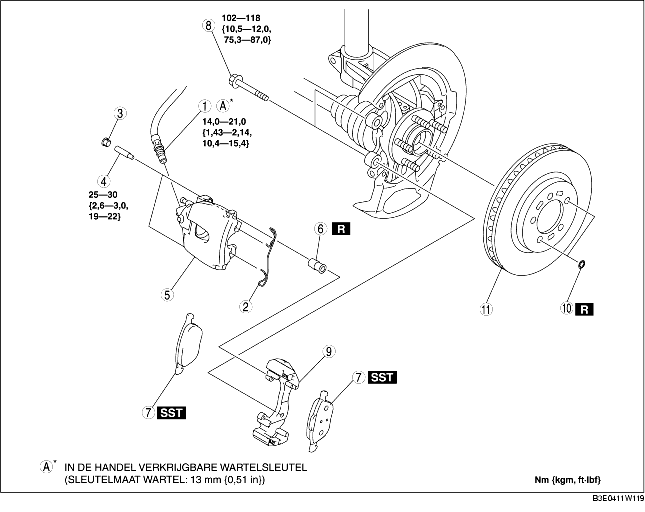 8
102—118
{10,5—12,0,
75,3—87,0}
1 A*
14,0—21,0
{1,43—2,14,
10,4—15,4}
3
4
25—30
{2,6—3,0,
19—22}
6 R
5
2
11
10 R
9
7 SST
7 SST
A* IN DE HANDEL VERKRIJGBARE WARTELSLEUTEL
(SLEUTELMAAT WARTEL: 13 mm {0,51 in})
Nm {kgm, ft·lbf}
B3E0411W119